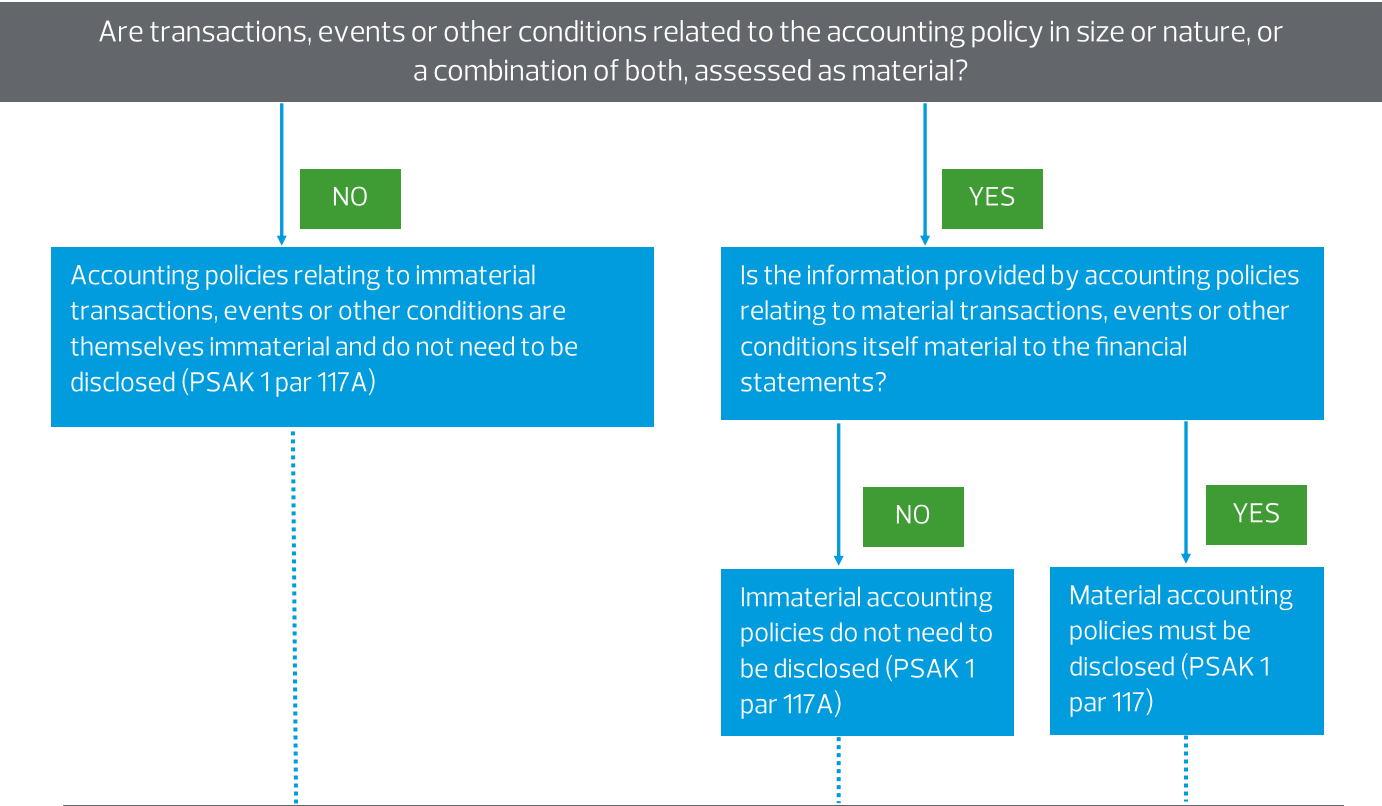 Are transactions, events or other conditions related to the accounting policy in size or nature, or
a combination of both, assessed as material?
NO
YES
Accounting policies relating to immaterial
transactions, events or other conditions are
themselves immaterial and do not need to be
disclosed (PSAK 1 par 117A)
Is the information provided by accounting policies
relating to material transactions, events or other
conditions itself material to the financial
statements?
NO
YES
Immaterial accounting
policies do not need to
be disclosed (PSAK 1
par 117A)
Material accounting
policies must be
disclosed (PSAK 1
par 117)